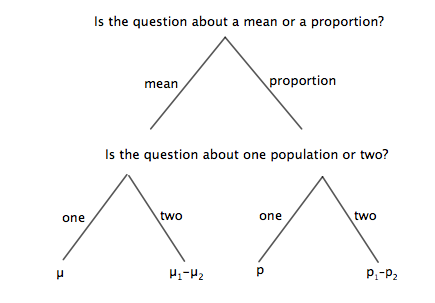 Is the question about a mean or a proportion?
mean proportion
Is the question about one population or two?
one two one two
μ μ₁-μ₂ p p₁-p₂